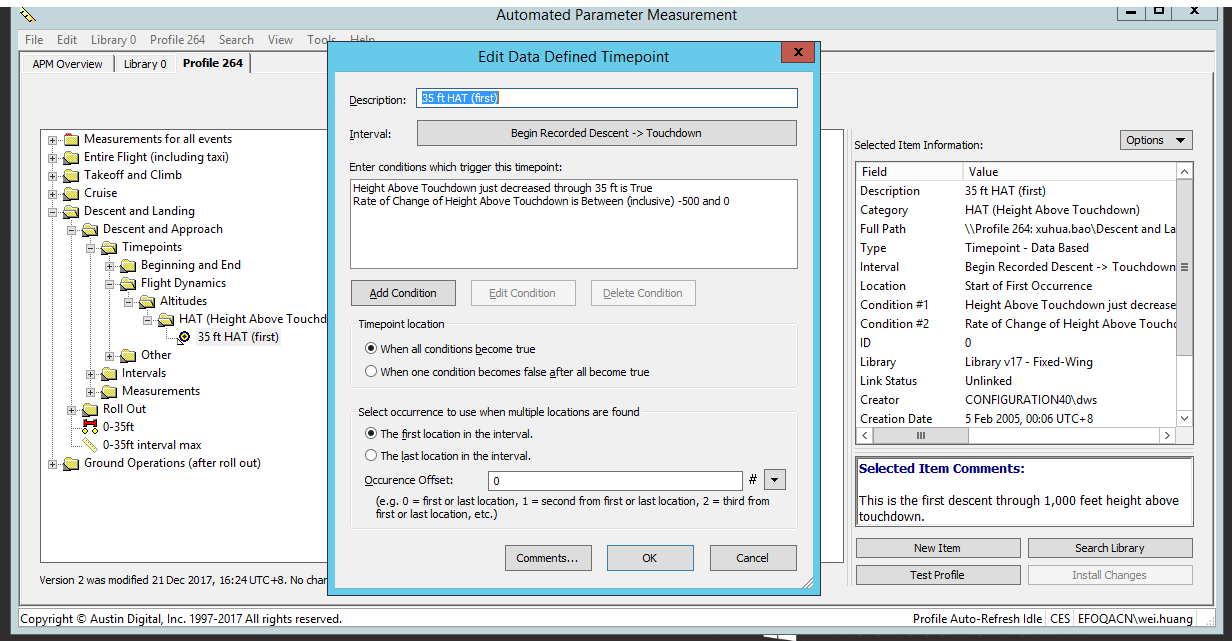 Automated Parameter Measurement
File Edit Library 0 Profile 264 Search View Tools Help
APM Overview Library 0 Profile 264
Measurements for all events
Entire Flight (including taxi)
Takeoff and Climb
Cruise
Descent and Landing
Descent and Approach
Timepoints
Beginning and End
Flight Dynamics
Altitudes
HAT (Height Above Touchd
35 ft HAT (first)
Other
Intervals
Measurements
Roll Out
0-35ft
0-35ft interval max
Ground Operations (after roll out)
Version 2 was modified 21 Dec 2017, 16:24 UTC+8. No chan
Edit Data Defined Timepoint
X
Description: 35 ft HAT (first)
Interval: Begin Recorded Descent -> Touchdown
Enter conditions which trigger this timepoint:
Height Above Touchdown just decreased through 35 ft is True
Rate of Change of Height Above Touchdown is Between (inclusive) -500 and 0
Add Condition Edit Condition Delete Condition
Timepoint location
When all conditions become true
When one condition becomes false after all become true
Select occurrence to use when multiple locations are found
The first location in the interval.
The last location in the interval.
Occurence Offset: 0 #
(e.g. 0 = first or last location, 1 = second from first or last location, 2 = third from
first or last location, etc.)
Comments... OK Cancel
Selected Item Information: Options
Field Value
Description 35 ft HAT (first)
Category HAT (Height Above Touchdown)
Full Path \\Profile 264: xuhua.bao\Descent and La
Type Timepoint - Data Based
Interval Begin Recorded Descent -> Touchdown
Location Start of First Occurrence
Condition #1 Height Above Touchdown just decrease
Condition #2 Rate of Change of Height Above Touchd
ID 0
Library Library v17 - Fixed-Wing
Link Status Unlinked
Creator CONFIGURATION40\dws
Creation Date 5 Feb 2005, 00:06 UTC+8
Selected Item Comments:
This is the first descent through 1,000 feet height above
touchdown.
New Item Search Library
Test Profile Install Changes
Copyright © Austin Digital, Inc. 1997-2017 All rights reserved.
Profile Auto-Refresh Idle CES EFOQACN\wei.huang